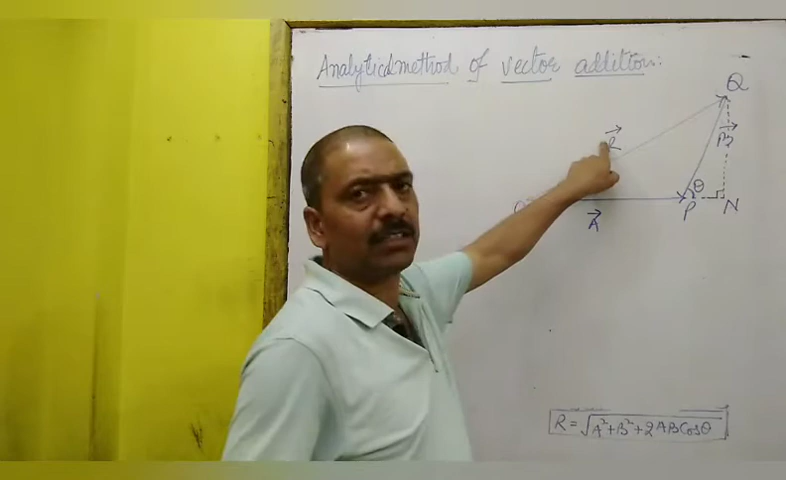 Analytical method of vector addition:
Q
R
B
θ
O
P
N
A
R = √A²+B²+2ABCosθ